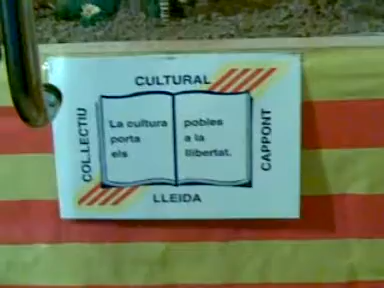 CULTURAL
COL.LECTIU
La cultura
porta
els
pobles
a la
llibertat.
CAPPONT
LLEIDA